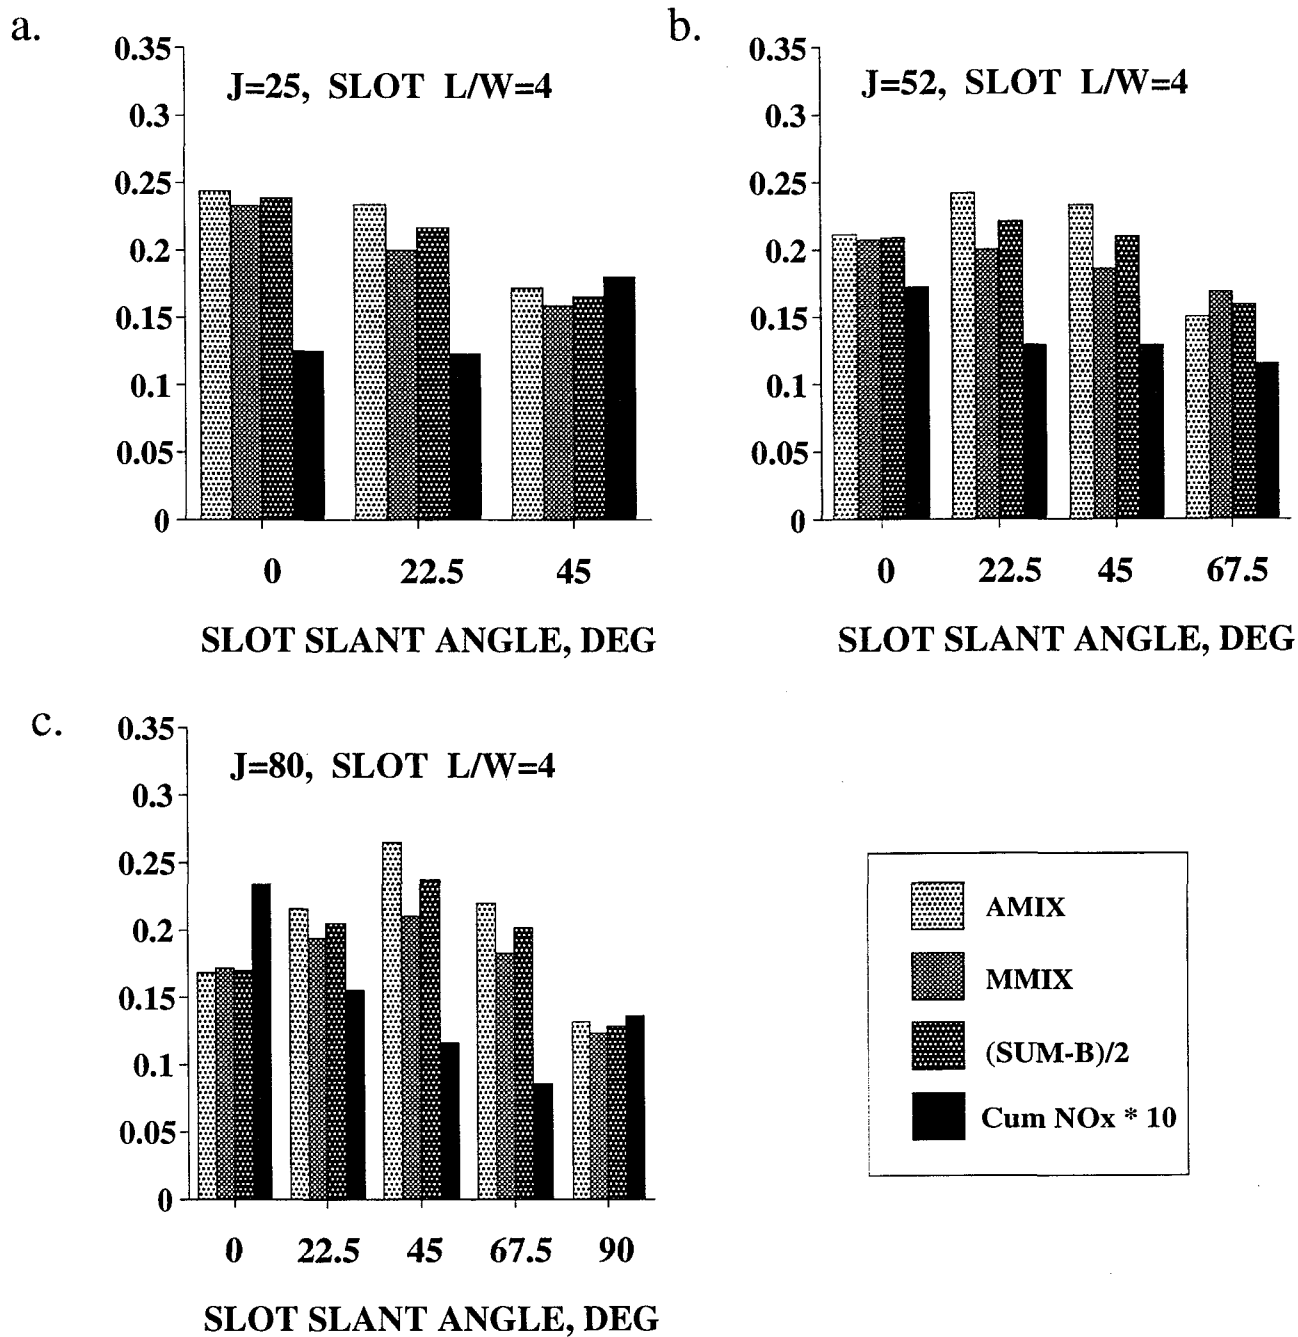 a.
J=25, SLOT L/W=4
0.35
0.3
0.25
0.2
0.15
0.1
0.05
0
0 22.5 45
SLOT SLANT ANGLE, DEG
b.
J=52, SLOT L/W=4
0.35
0.3
0.25
0.2
0.15
0.1
0.05
0
0 22.5 45 67.5
SLOT SLANT ANGLE, DEG
c.
J=80, SLOT L/W=4
0.35
0.3
0.25
0.2
0.15
0.1
0.05
0
0 22.5 45 67.5 90
SLOT SLANT ANGLE, DEG
AMIX
MMIX
(SUM-B)/2
Cum NOx * 10